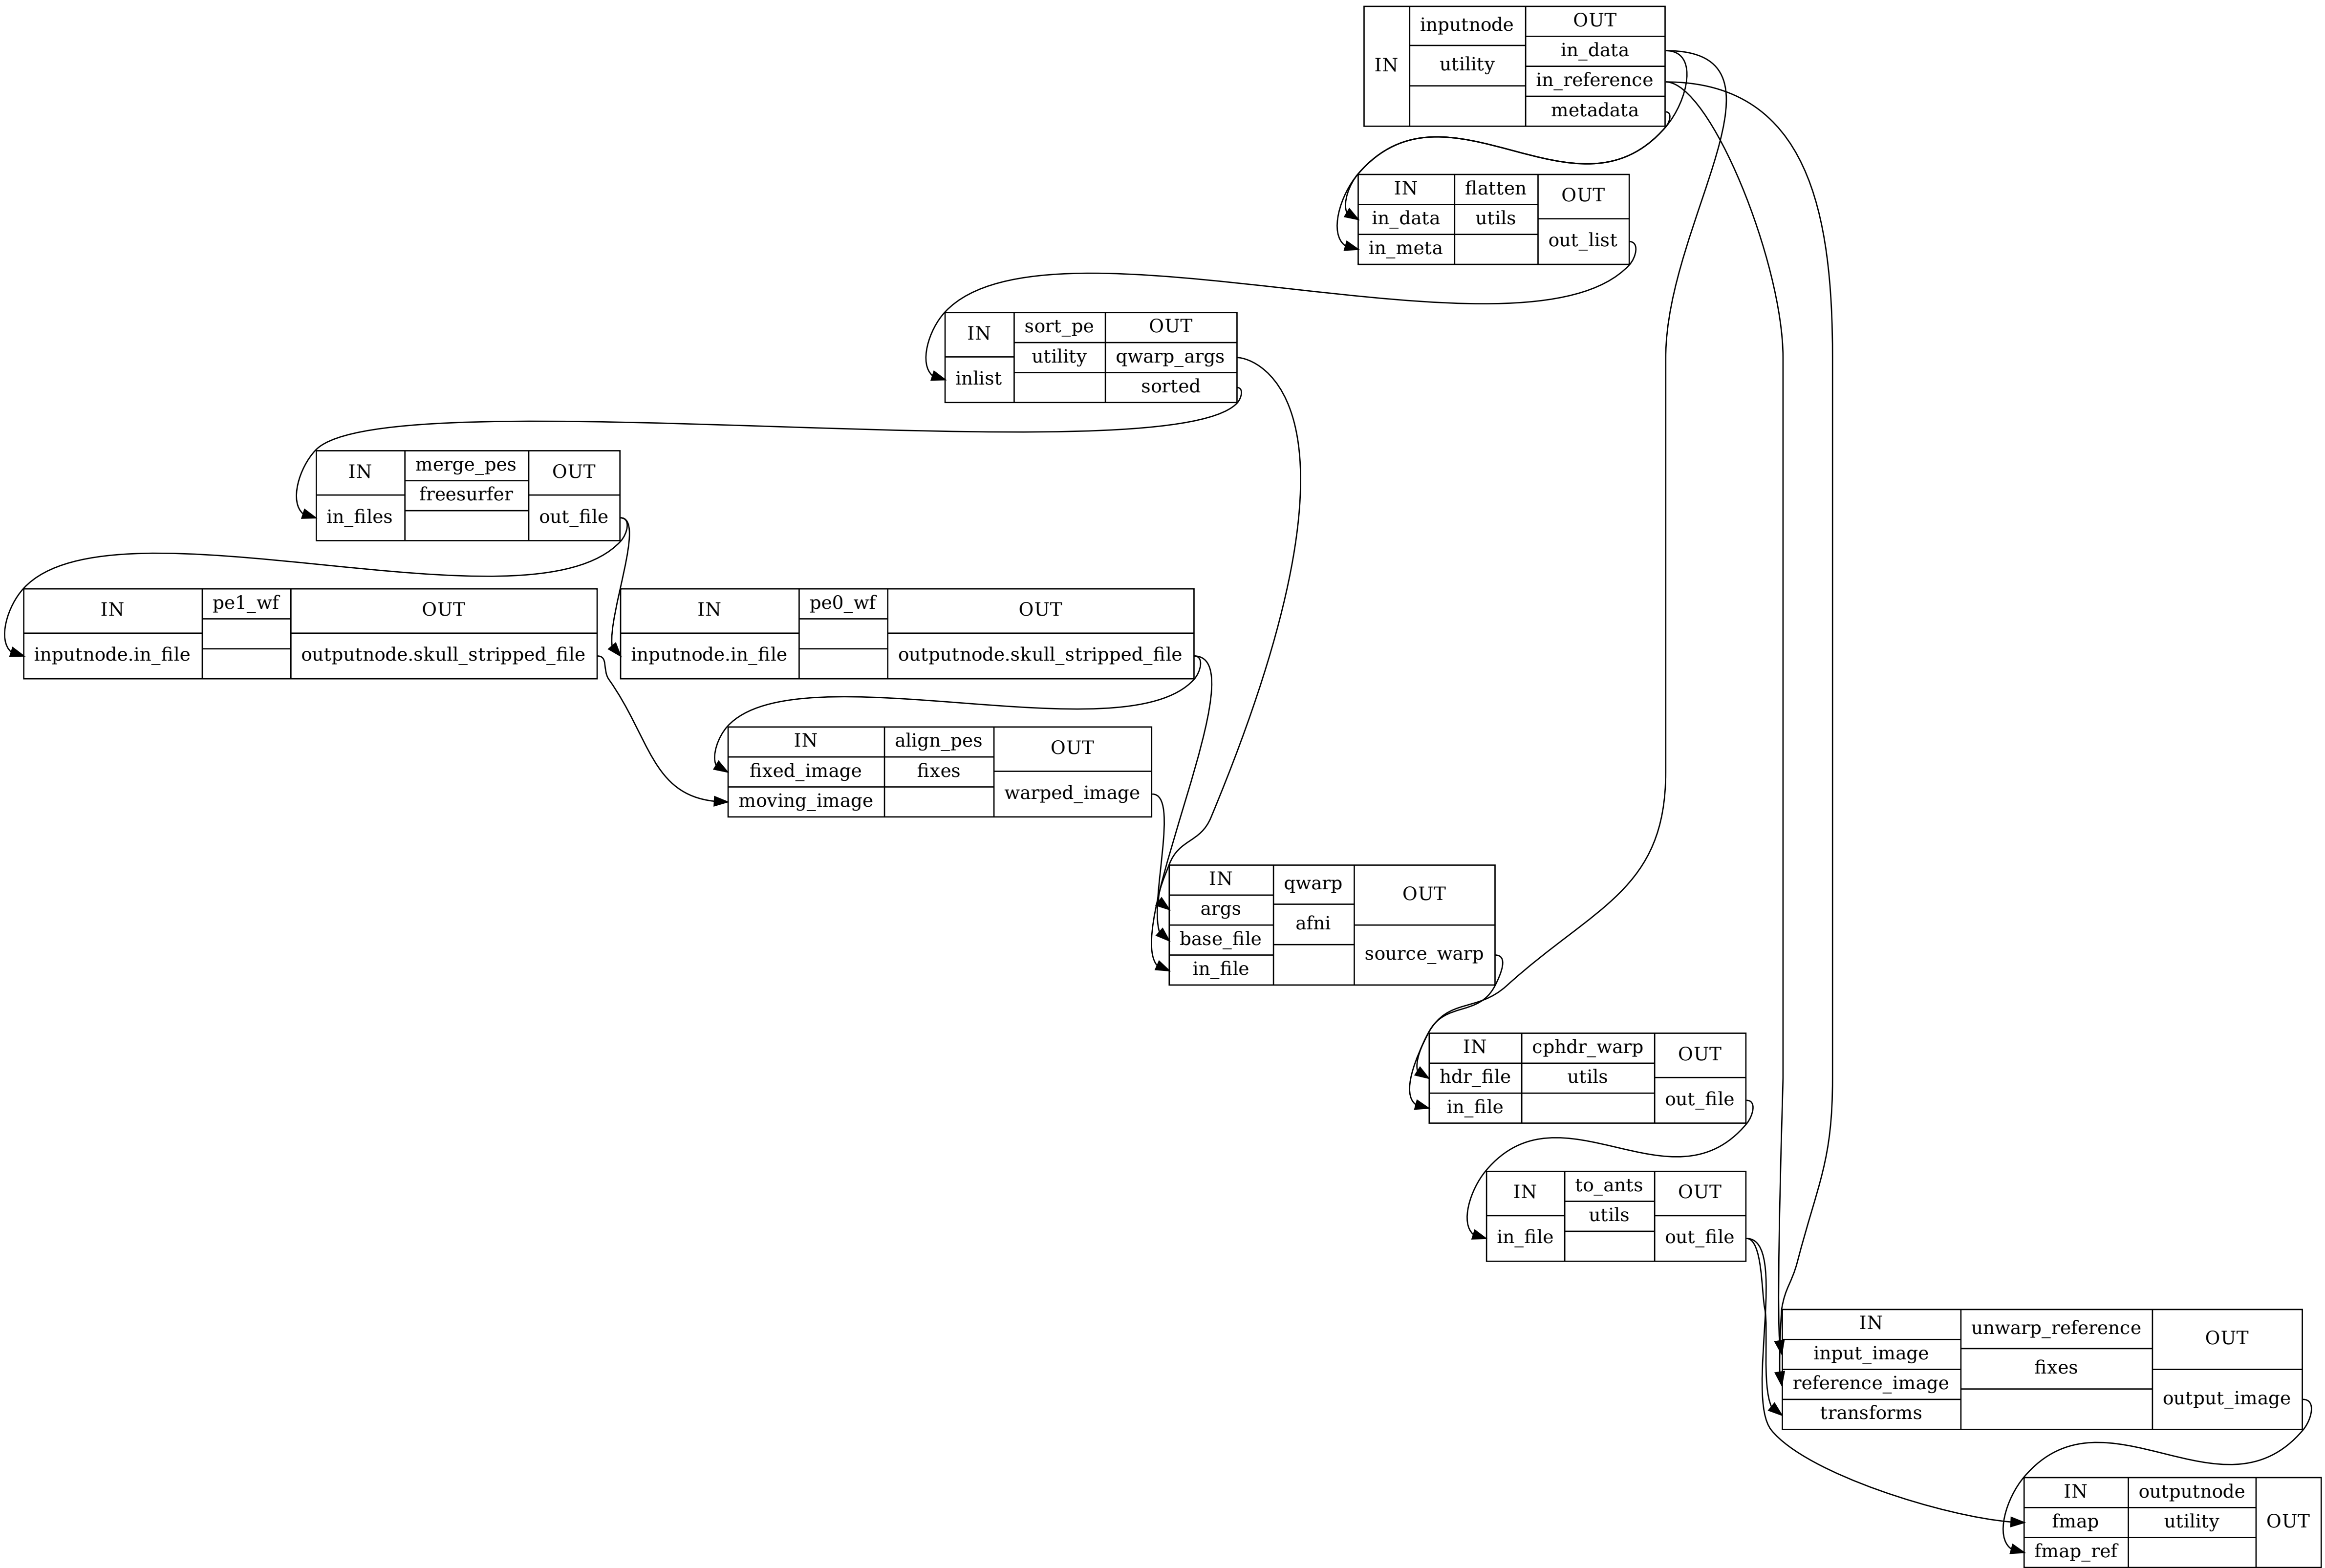 IN
inputnode
utility
OUT
in_data
in_reference
metadata
IN
in_data
in_meta
flatten
utils
OUT
out_list
IN
inlist
sort_pe
utility
OUT
qwarp_args
sorted
IN
in_files
merge_pes
freesurfer
OUT
out_file
IN
inputnode.in_file
pe1_wf
OUT
outputnode.skull_stripped_file
IN
inputnode.in_file
pe0_wf
OUT
outputnode.skull_stripped_file
IN
fixed_image
moving_image
align_pes
fixes
OUT
warped_image
IN
args
base_file
in_file
qwarp
afni
OUT
source_warp
IN
hdr_file
in_file
cphdr_warp
utils
OUT
out_file
IN
in_file
to_ants
utils
OUT
out_file
IN
input_image
reference_image
transforms
unwarp_reference
fixes
OUT
output_image
IN
fmap
fmap_ref
outputnode
utility
OUT